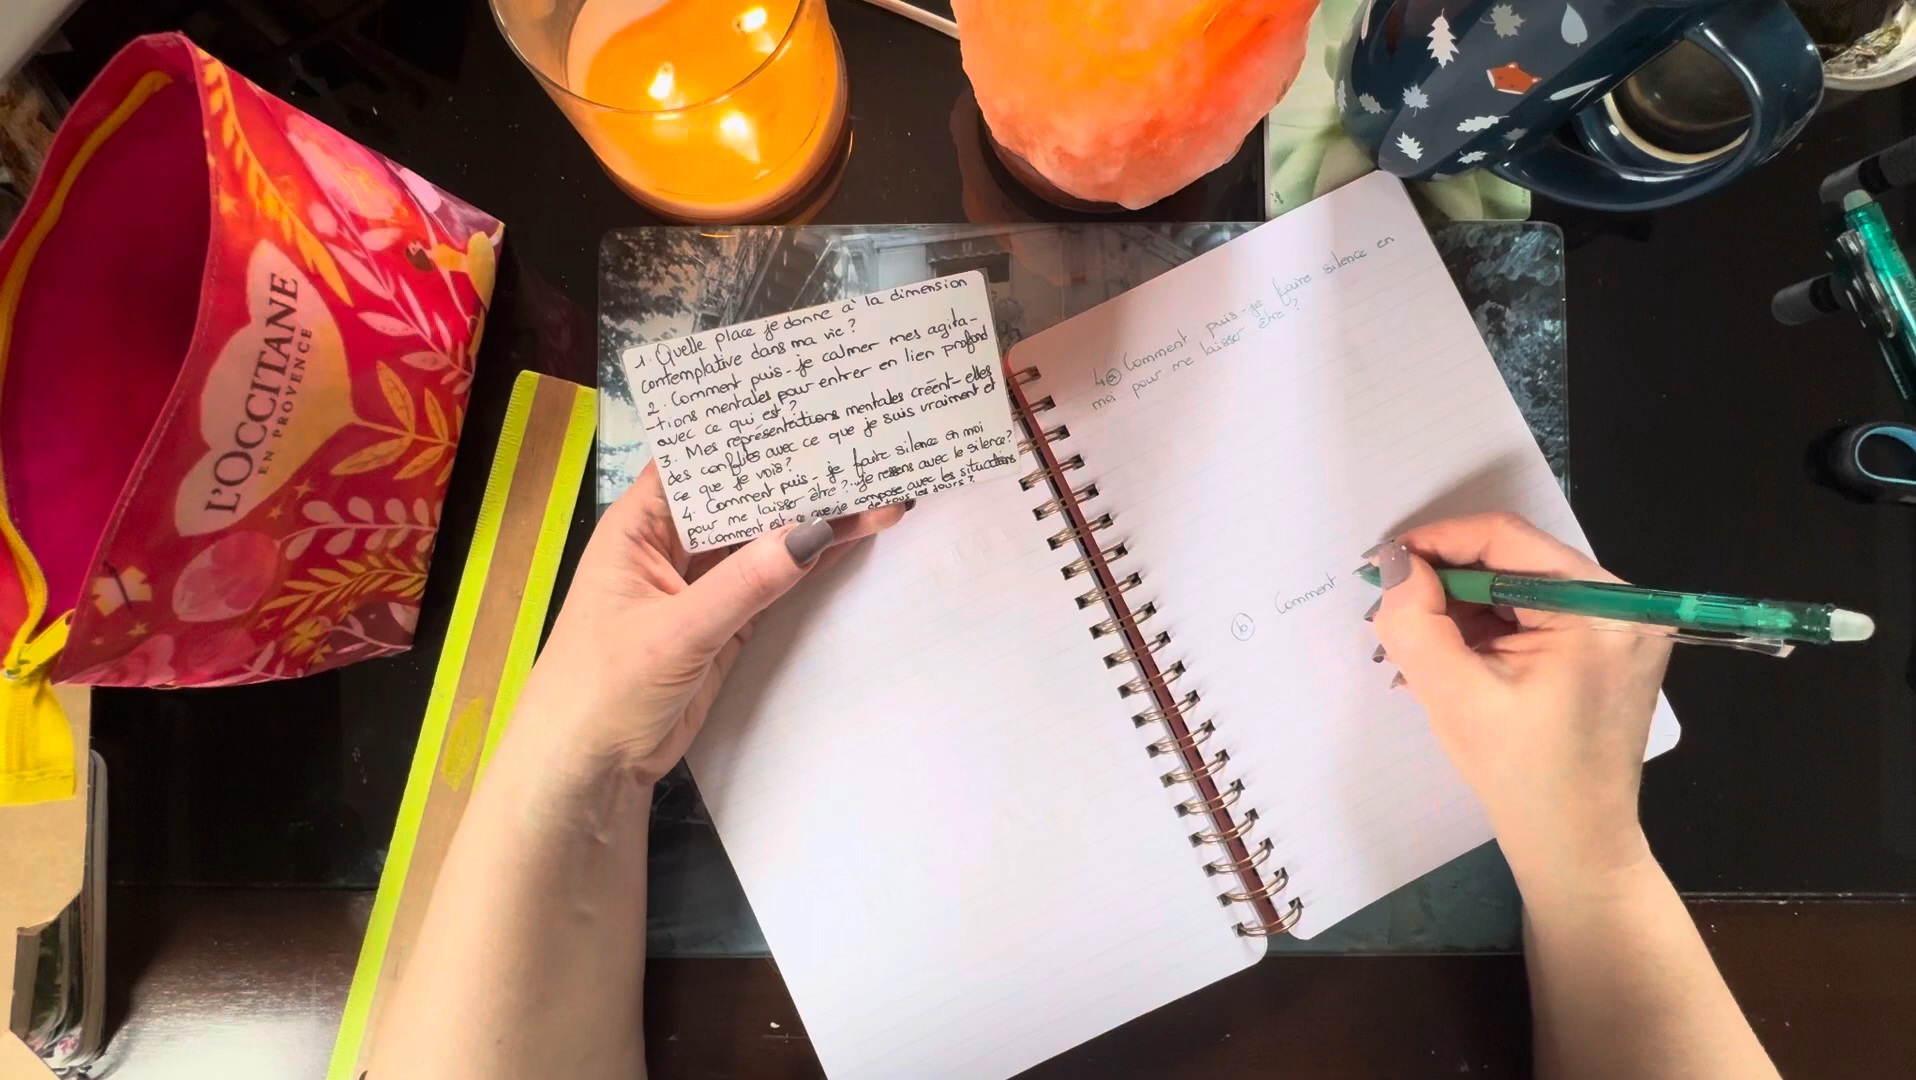 L'OCCITANE
EN PROVENCE
1. Quelle place je donne à la dimension
contemplative dans ma vie ?
2. Comment puis-je calmer mes agita-
-tions mentales pour entrer en lien profond
avec ce qui est ?
3. Mes représentations mentales créent-elles
des conflits avec ce que je suis vraiment et
ce que je vois ?
4. Comment puis-je faire silence en moi
pour me laisser être ? Je ressens avec le silence ?
5. Comment est-ce que je compose avec les situations
de tous les jours ?
4 a Comment puis-je faire silence en
ma pour me laisser être ?
b Comment